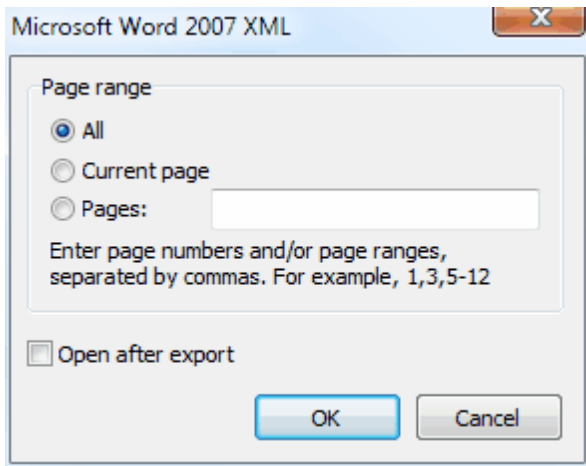 Microsoft Word 2007 XML
Page range
All
Current page
Pages:
Enter page numbers and/or page ranges,
separated by commas. For example, 1,3,5-12
Open after export
OK
Cancel